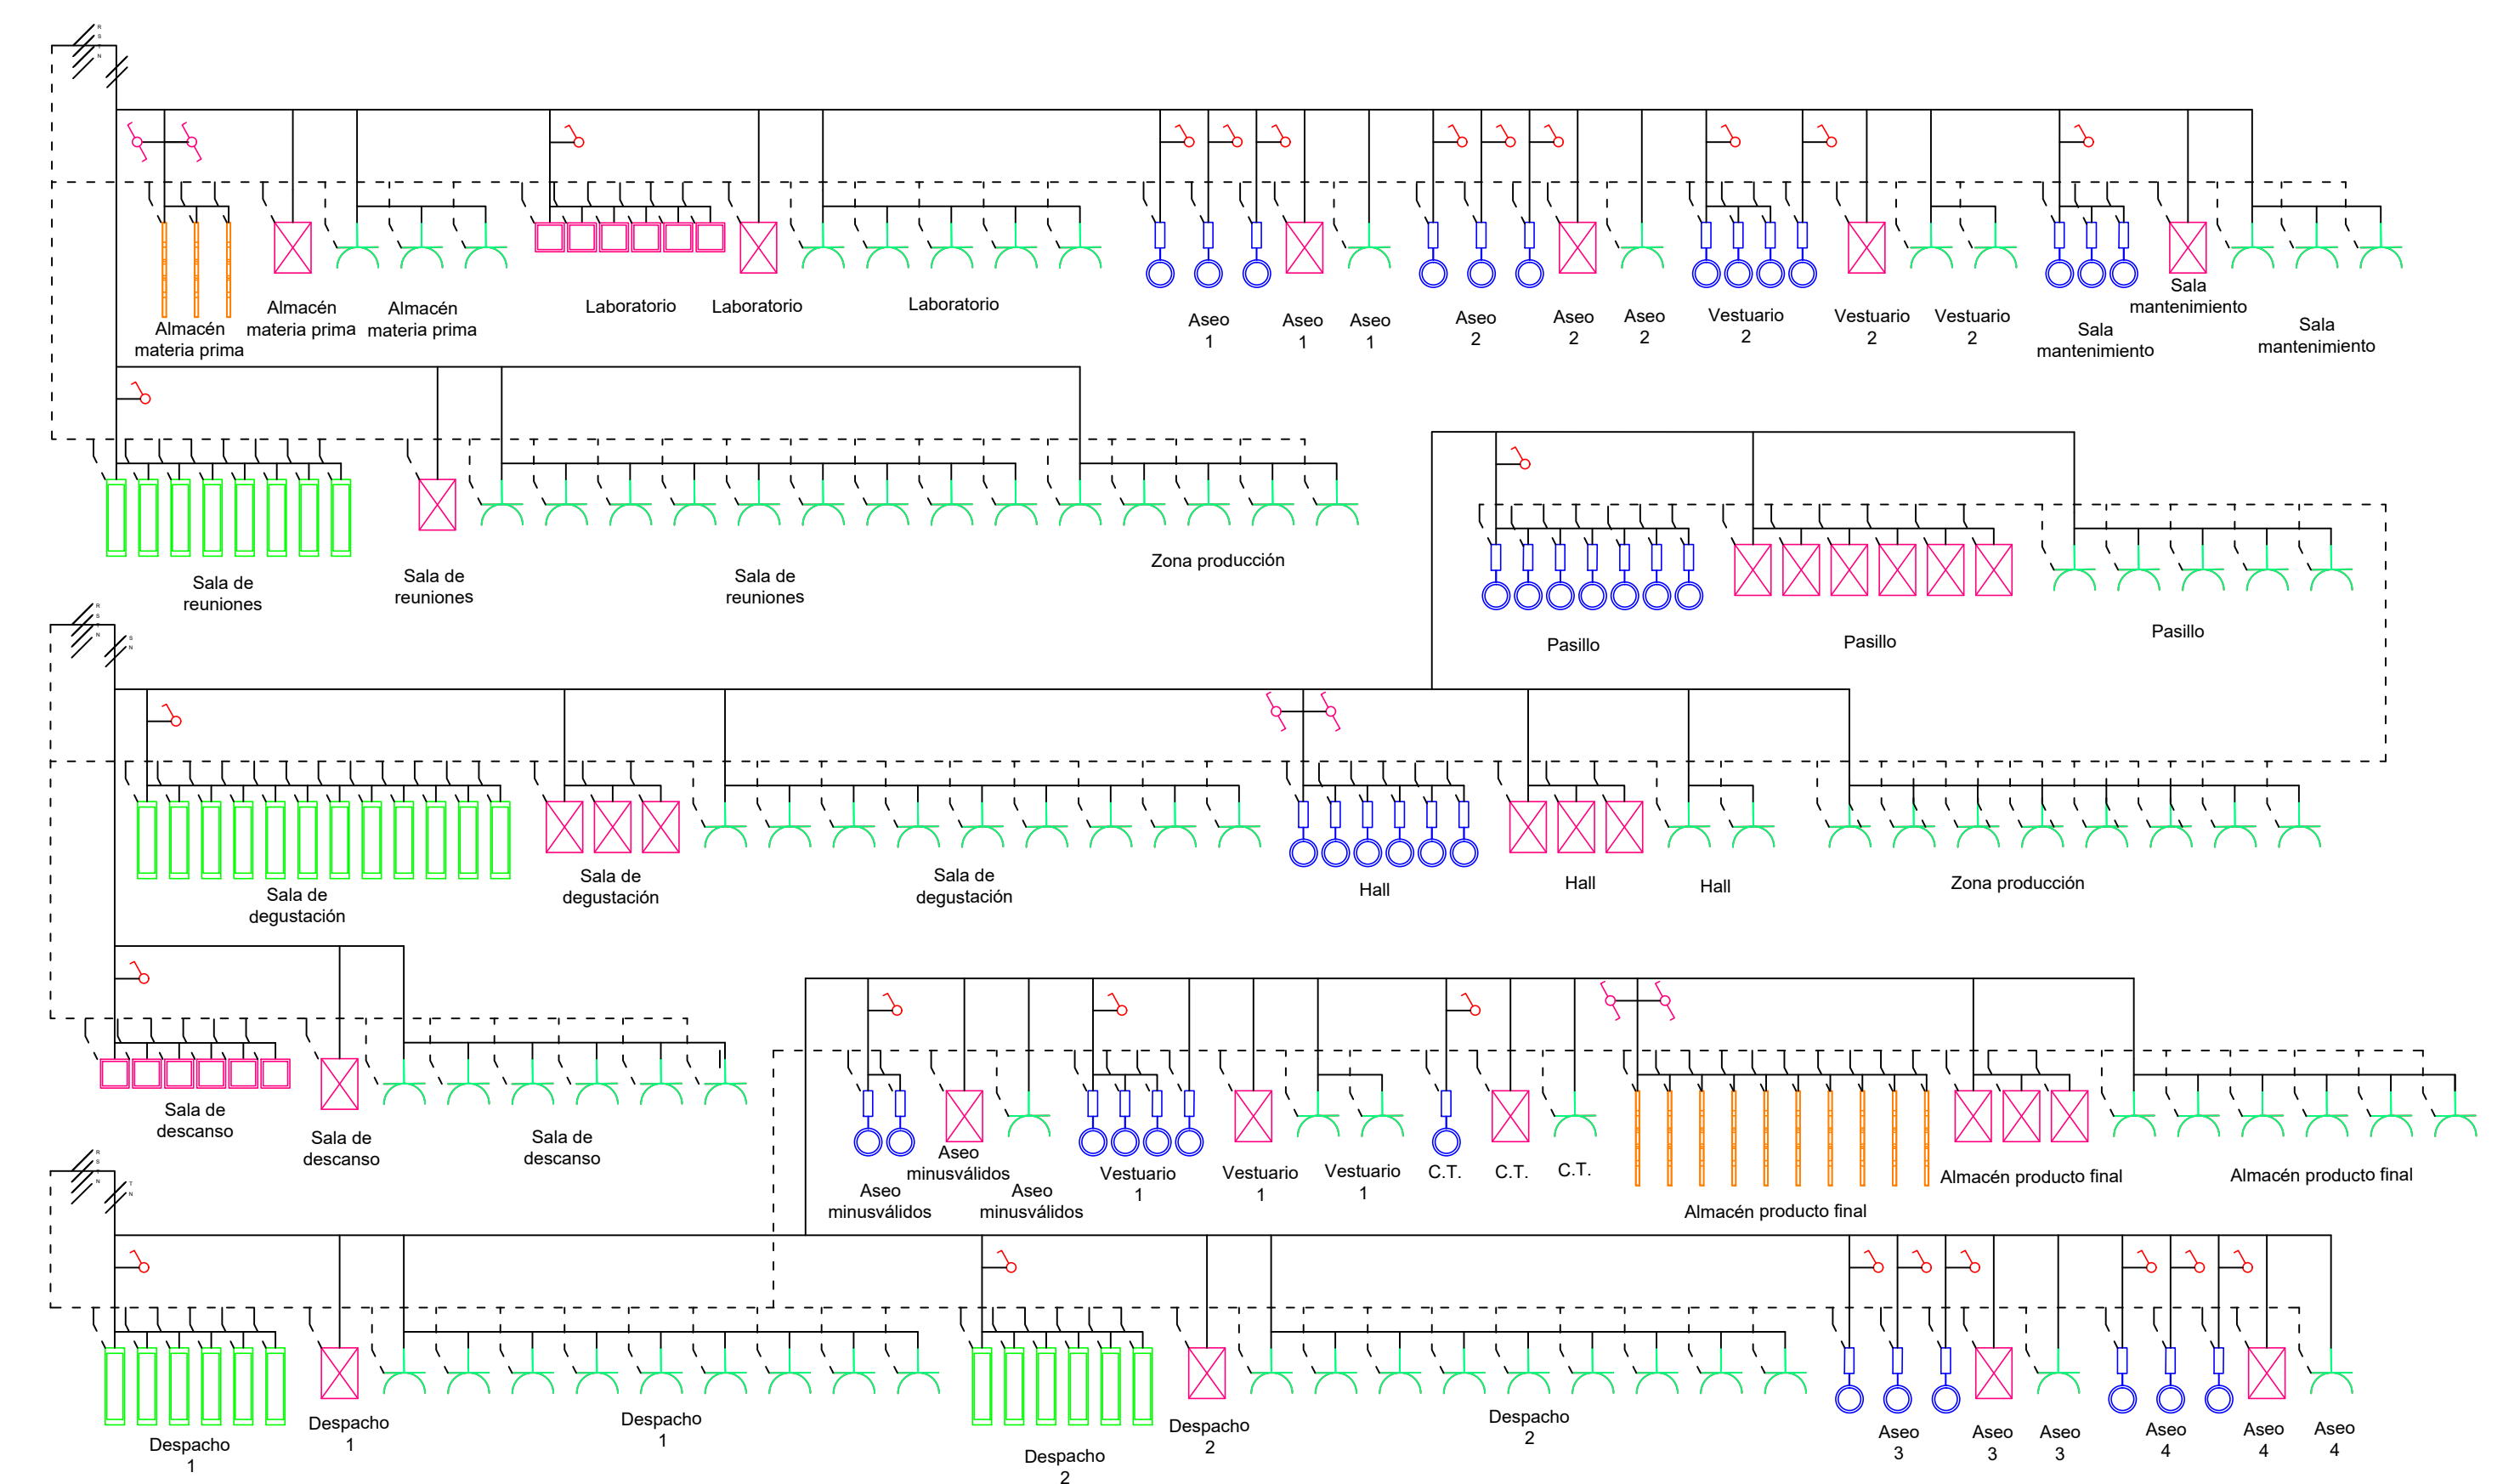 R
S
T
N
Almacén
materia prima
Almacén
materia prima
Almacén
materia prima
Laboratorio
Laboratorio
Laboratorio
Aseo
1
Aseo
1
Aseo
1
Aseo
2
Aseo
2
Aseo
2
Vestuario
2
Vestuario
2
Vestuario
2
Sala
mantenimiento
Sala
mantenimiento
Sala
mantenimiento
Sala de
reuniones
Sala de
reuniones
Sala de
reuniones
Zona producción
Pasillo
Pasillo
Pasillo
R
S
T
N
S
N
Sala de
degustación
Sala de
degustación
Sala de
degustación
Hall
Hall
Hall
Zona producción
Sala de
descanso
Sala de
descanso
Sala de
descanso
Aseo
minusválidos
Aseo
minusválidos
Aseo
minusválidos
Vestuario
1
Vestuario
1
Vestuario
1
C.T.
C.T.
C.T.
Almacén producto final
Almacén producto final
Almacén producto final
R
S
T
N
T
N
Despacho
1
Despacho
1
Despacho
1
Despacho
2
Despacho
2
Despacho
2
Aseo
3
Aseo
3
Aseo
3
Aseo
4
Aseo
4
Aseo
4